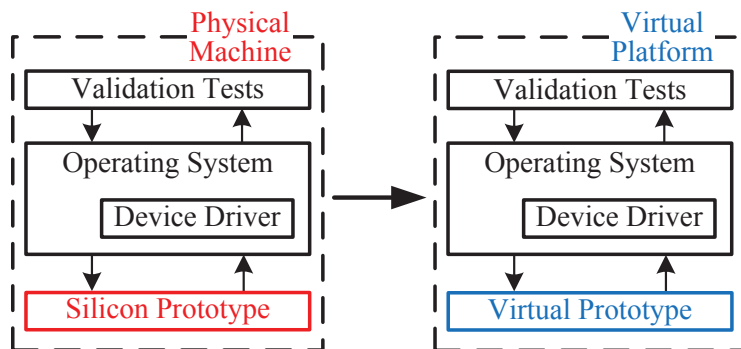 Physical
Machine
Validation Tests
Operating System
Device Driver
Silicon Prototype
Virtual
Platform
Validation Tests
Operating System
Device Driver
Virtual Prototype